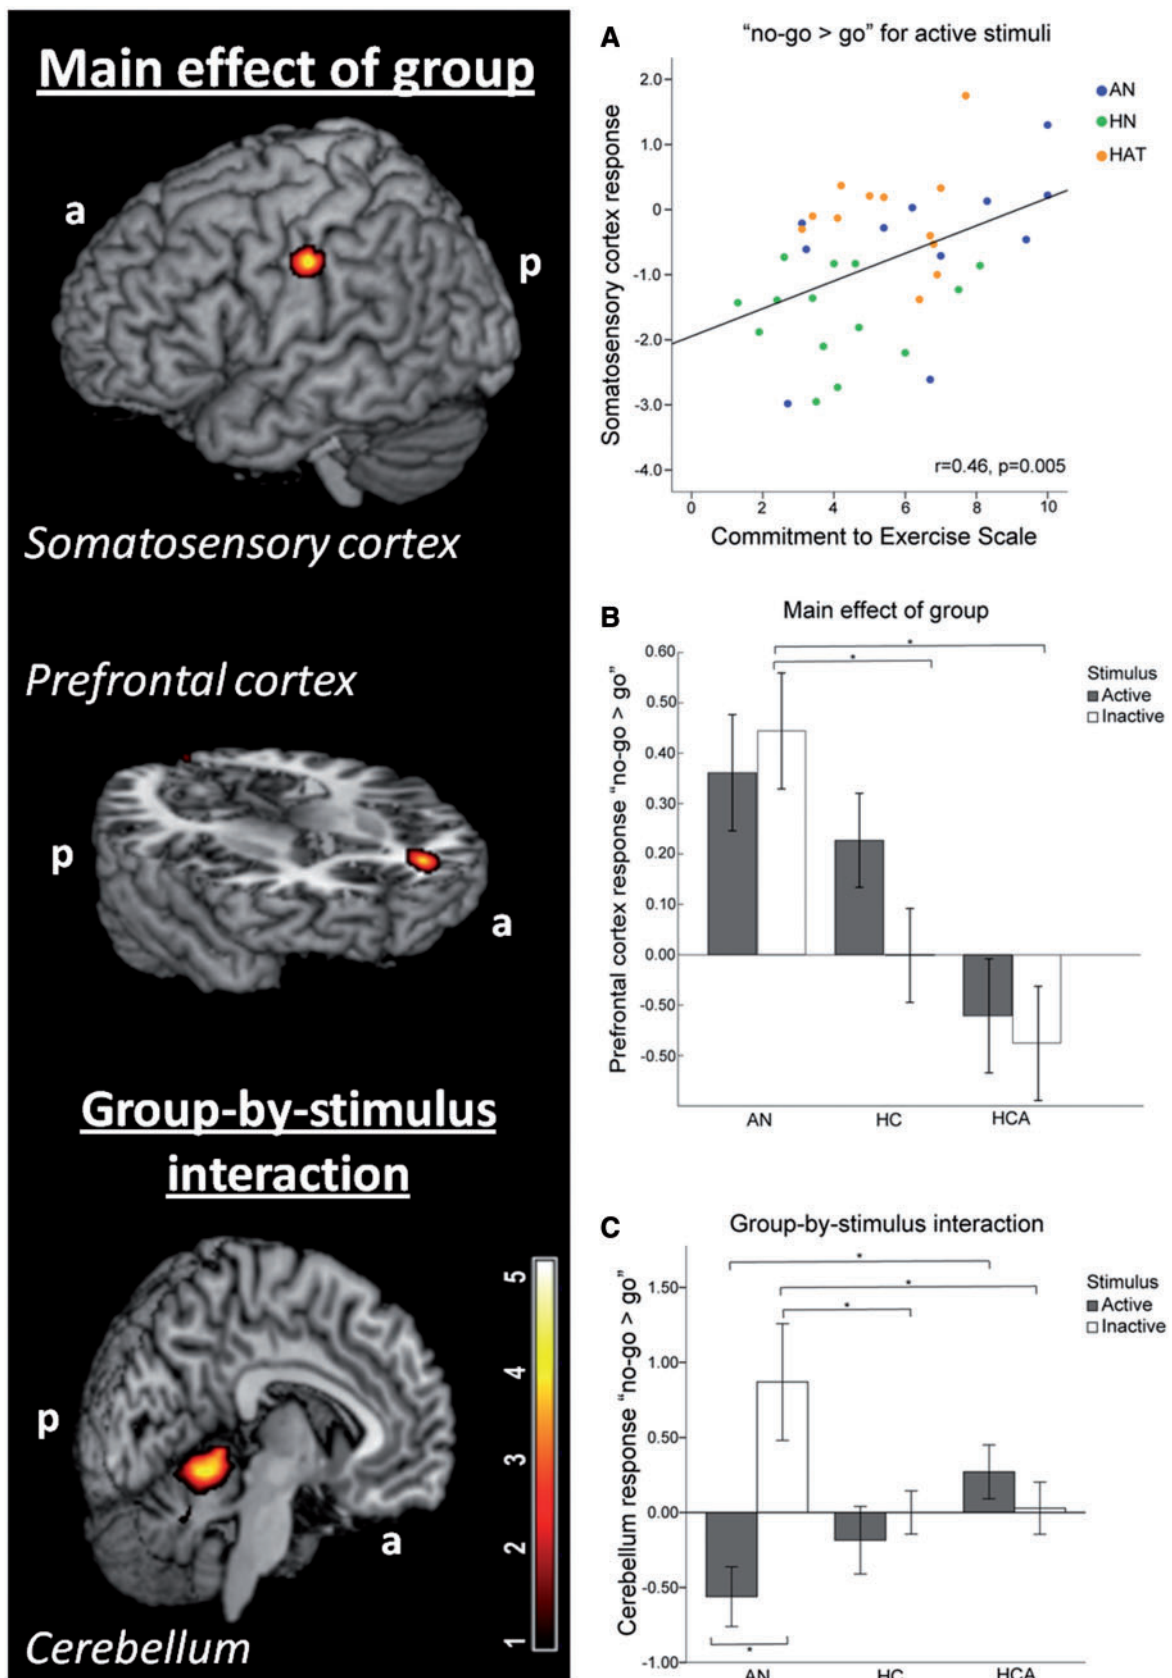 Main effect of group
a
p
Somatosensory cortex
Prefrontal cortex
p
a
Group-by-stimulus
interaction
p
a
5
4
3
2
1
Cerebellum
A
“no-go > go” for active stimuli
Somatosensory cortex response
2.0
1.0
0
-1.0
-2.0
-3.0
-4.0
AN
HN
HAT
r=0.46, p=0.005
0 2 4 6 8 10
Commitment to Exercise Scale
B
Main effect of group
Prefrontal cortex response “no-go > go”
0.60
0.50
0.40
0.30
0.20
0.10
0.00
-0.50
-0.50
* 
*
Stimulus
Active
Inactive
AN HC HCA
C
Group-by-stimulus interaction
Cerebellum response “no-go > go”
1.50
1.00
0.50
0.00
-0.50
-1.00
*
*
*
*
Stimulus
Active
Inactive
AN HC HCA